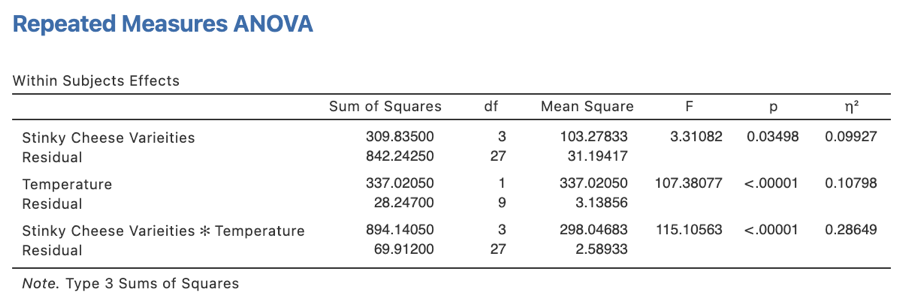 Repeated Measures ANOVA
Within Subjects Effects
Sum of Squares df Mean Square F p η²
Stinky Cheese Varieities 309.83500 3 103.27833 3.31082 0.03498 0.09927
Residual 842.24250 27 31.19417
Temperature 337.02050 1 337.02050 107.38077 <.00001 0.10798
Residual 28.24700 9 3.13856
Stinky Cheese Varieities ✻ Temperature 894.14050 3 298.04683 115.10563 <.00001 0.28649
Residual 69.91200 27 2.58933
Note. Type 3 Sums of Squares